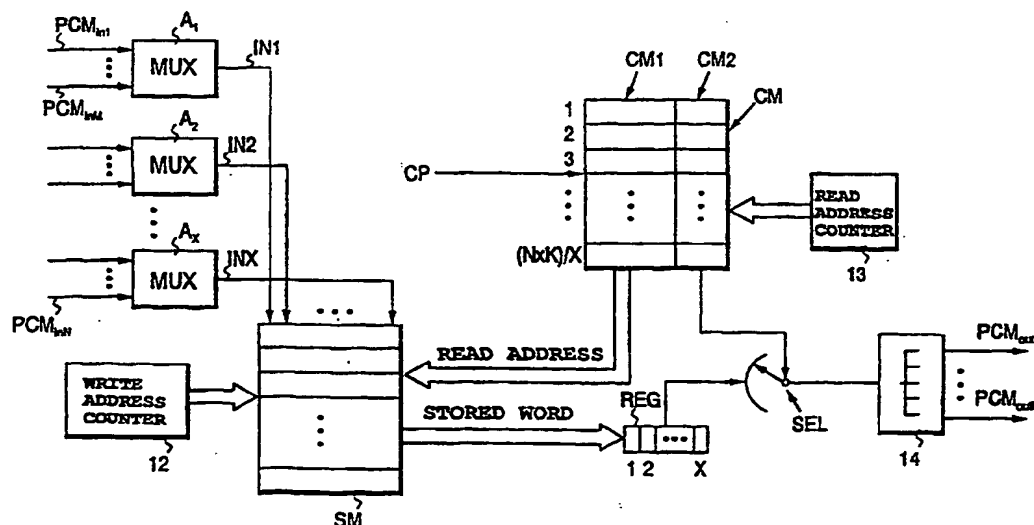 PCMin1
A1
MUX
IN1
PCMinM
A2
MUX
IN2
AX
MUX
INX
PCMinN
CM1
CM2
CM
1
2
3
CP
(NxK)/X
READ
ADDRESS
COUNTER
13
WRITE
ADDRESS
COUNTER
12
READ ADDRESS
STORED WORD
SM
REG
1 2
X
SEL
14
PCMout
PCMout